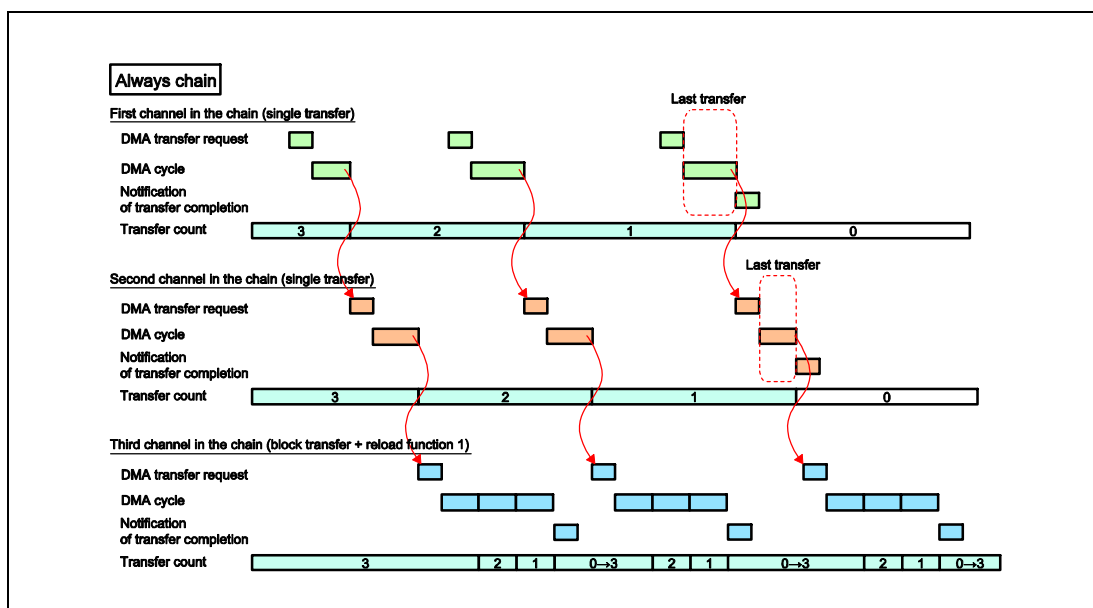 Always chain
Last transfer
First channel in the chain (single transfer)
DMA transfer request
DMA cycle
Notification
of transfer completion
Transfer count
3 2 1 0
Last transfer
Second channel in the chain (single transfer)
DMA transfer request
DMA cycle
Notification
of transfer completion
Transfer count
3 2 1 0
Third channel in the chain (block transfer + reload function 1)
DMA transfer request
DMA cycle
Notification
of transfer completion
Transfer count
3 2 1 0→3 2 1 0→3 2 1 0→3